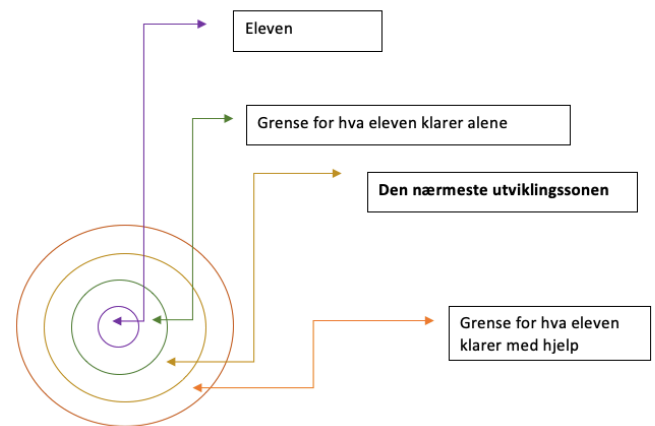 Eleven
Grense for hva eleven klarer alene
Den nærmeste utviklingssonen
Grense for hva eleven
klarer med hjelp